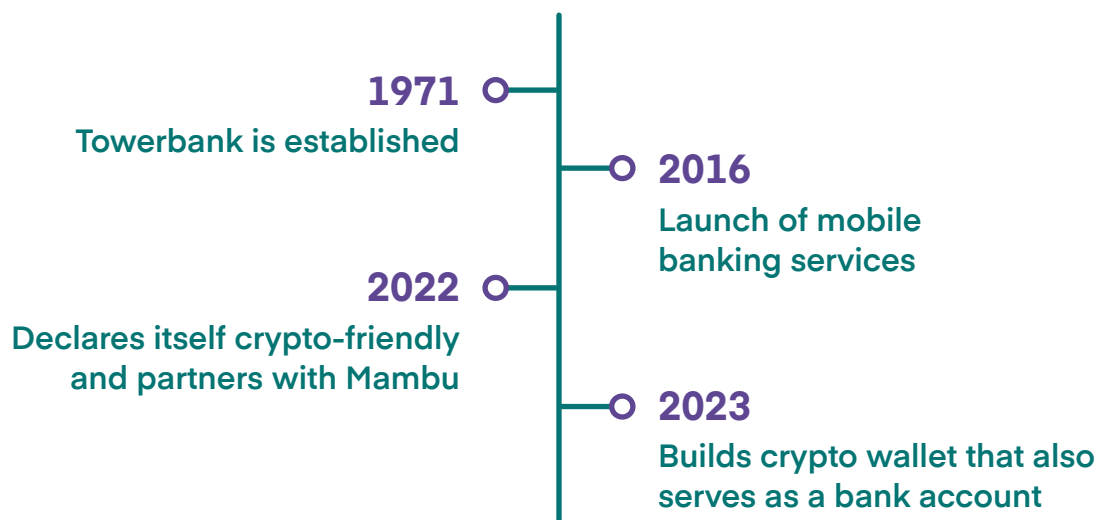 1971
Towerbank is established
2016
Launch of mobile
banking services
2022
Declares itself crypto-friendly
and partners with Mambu
2023
Builds crypto wallet that also
serves as a bank account